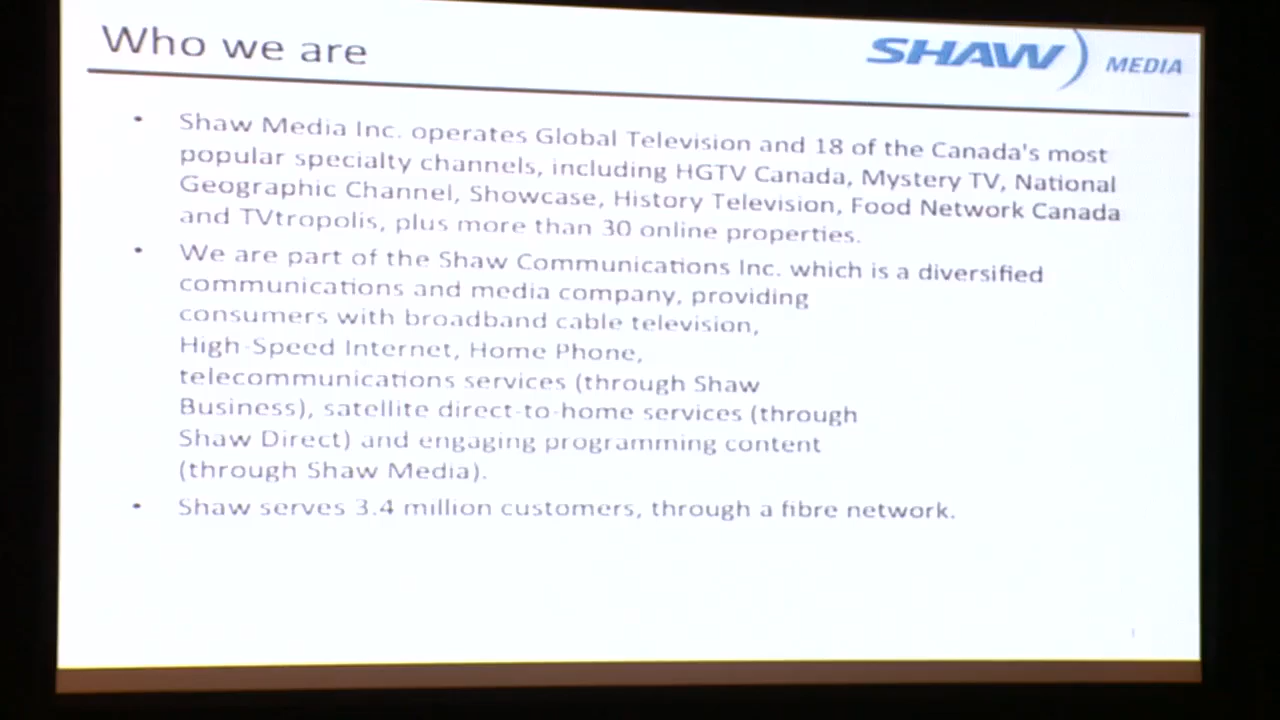 Who we are
SHAW) MEDIA
• Shaw Media Inc. operates Global Television and 18 of the Canada's most
popular specialty channels, including HGTV Canada, Mystery TV, National
Geographic Channel, Showcase, History Television, Food Network Canada
and TVtropolis, plus more than 30 online properties.
• We are part of the Shaw Communications Inc. which is a diversified
communications and media company, providing
consumers with broadband cable television,
High-Speed Internet, Home Phone,
telecommunications services (through Shaw
Business), satellite direct-to-home services (through
Shaw Direct) and engaging programming content
(through Shaw Media).
• Shaw serves 3.4 million customers, through a fibre network.
1